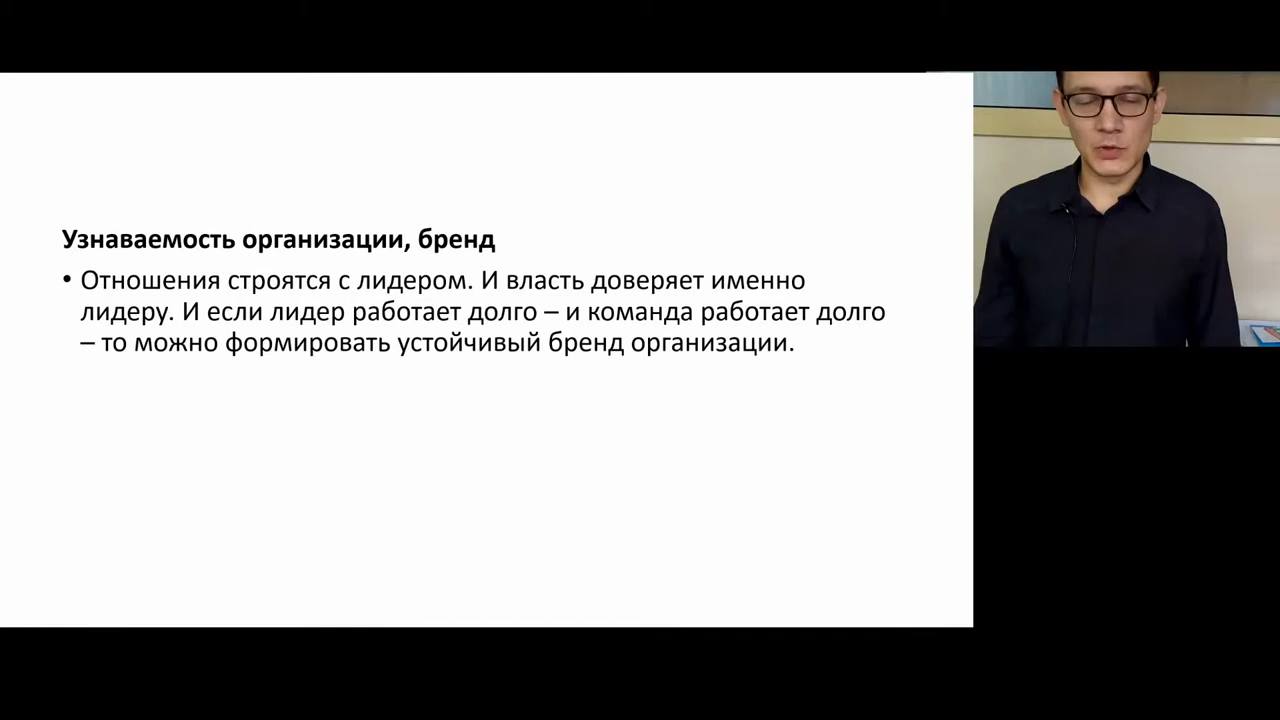 Узнаваемость организации, бренд
• Отношения строятся с лидером. И власть доверяет именно
лидеру. И если лидер работает долго – и команда работает долго
– то можно формировать устойчивый бренд организации.